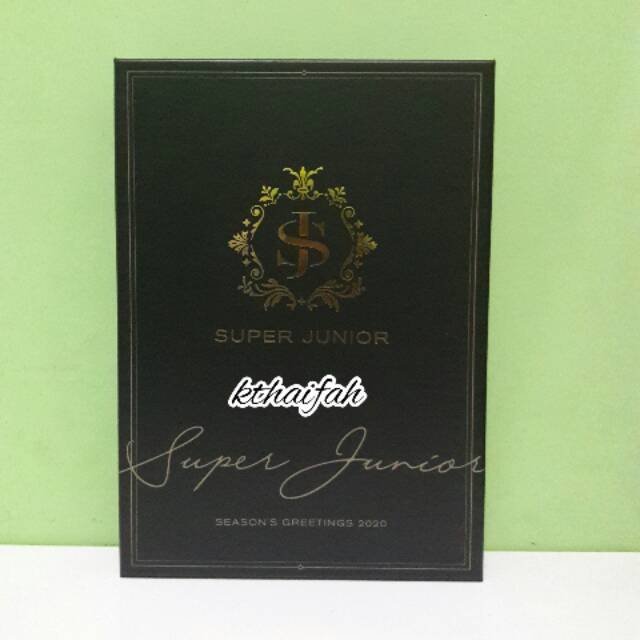 SJ
SUPER JUNIOR
kthaifah
Super Junior
SEASON'S GREETINGS 2020